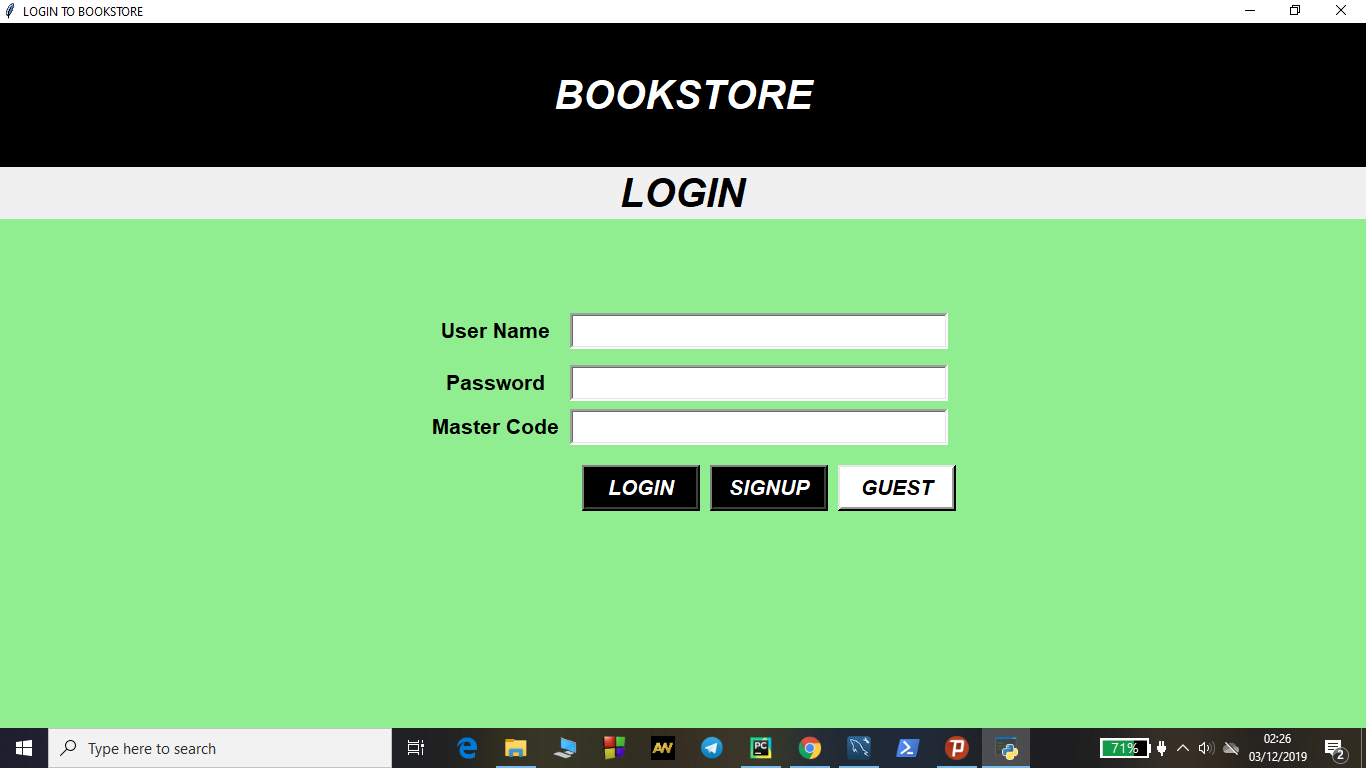 LOGIN TO BOOKSTORE
BOOKSTORE
LOGIN
User Name
Password
Master Code
LOGIN SIGNUP GUEST
Type here to search
PC
71%
02:26
03/12/2019
2